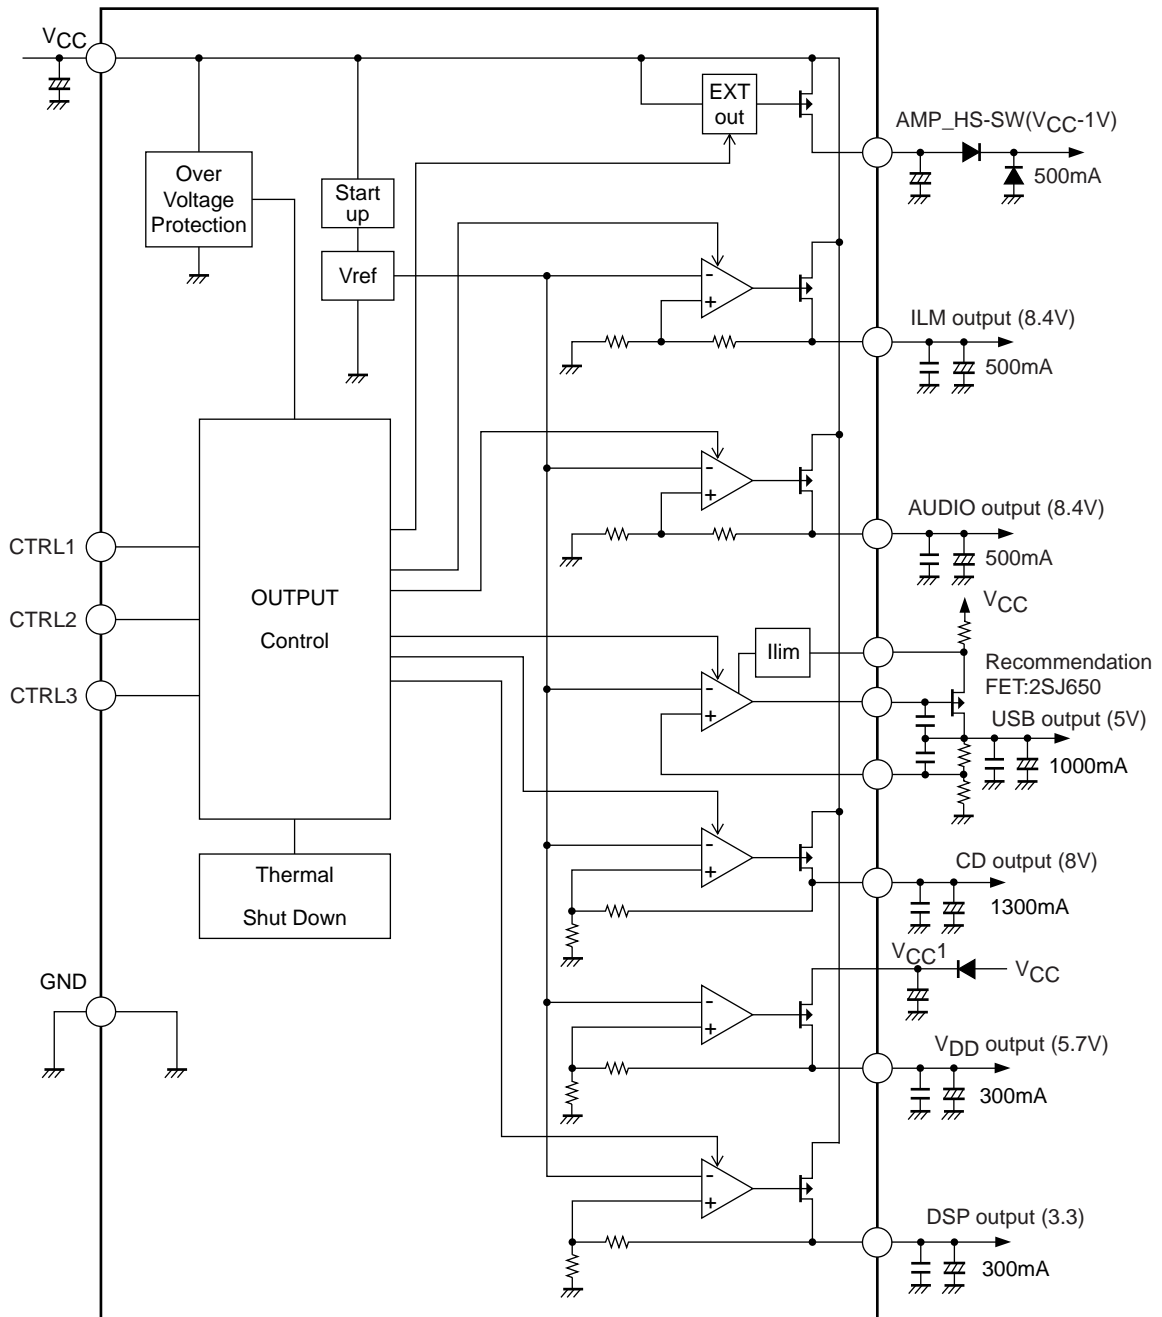 VCC
EXT
out
AMP_HS-SW(VCC-1V)
500mA
Over
Voltage
Protection
Start
up
Vref
-
+
ILM output (8.4V)
500mA
-
+
AUDIO output (8.4V)
500mA
CTRL1
CTRL2
CTRL3
OUTPUT
Control
VCC
Ilim
Recommendation
FET:2SJ650
-
+
USB output (5V)
1000mA
-
+
CD output (8V)
1300mA
Thermal
Shut Down
VCC1
VCC
GND
-
+
VDD output (5.7V)
300mA
-
+
DSP output (3.3)
300mA